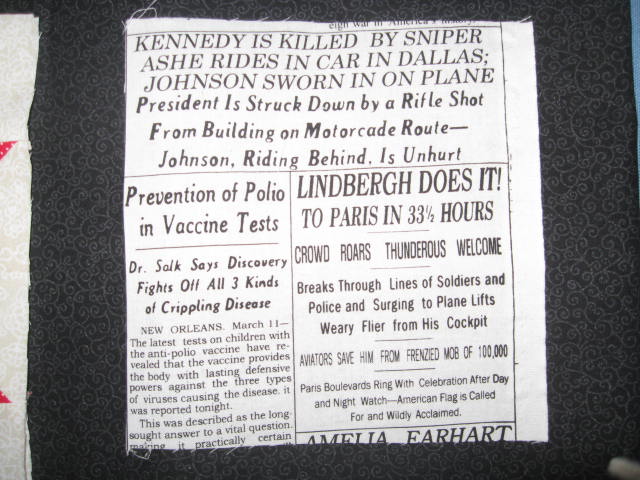 eign war in America's history.
KENNEDY IS KILLED BY SNIPER
ASHE RIDES IN CAR IN DALLAS;
JOHNSON SWORN IN ON PLANE
President Is Struck Down by a Rifle Shot
From Building on Motorcade Route—
Johnson, Riding Behind, Is Unhurt
Prevention of Polio
in Vaccine Tests
Dr. Salk Says Discovery
Fights Off All 3 Kinds
of Crippling Disease
NEW ORLEANS, March 11—
The latest tests on children with
the anti-polio vaccine have re-
vealed that the vaccine provides
the body with lasting defensive
powers against the three types
of viruses causing the disease, it
was reported tonight.
This was described as the long-
sought answer to a vital question,
making it practically certain
LINDBERGH DOES IT!
TO PARIS IN 33½ HOURS
CROWD ROARS THUNDEROUS WELCOME
Breaks Through Lines of Soldiers and
Police and Surging to Plane Lifts
Weary Flier from His Cockpit
AVIATORS SAVE HIM FROM FRENZIED MOB OF 100,000
Paris Boulevards Ring With Celebration After Day
and Night Watch—American Flag is Called
For and Wildly Acclaimed.
AMELIA EARHART